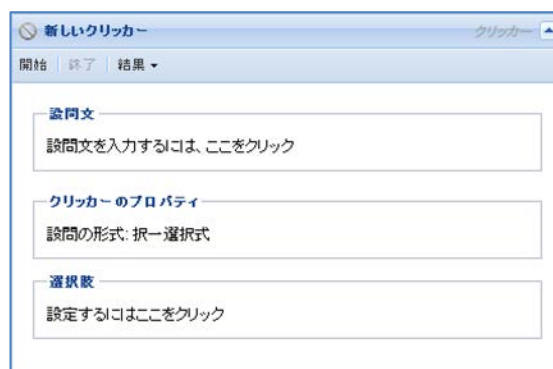 新しいクリッカー クリッカー
開始 終了 結果
設問文
設問文を入力するには、ここをクリック
クリッカーのプロパティ
設問の形式: 択一選択式
選択肢
設定するにはここをクリック